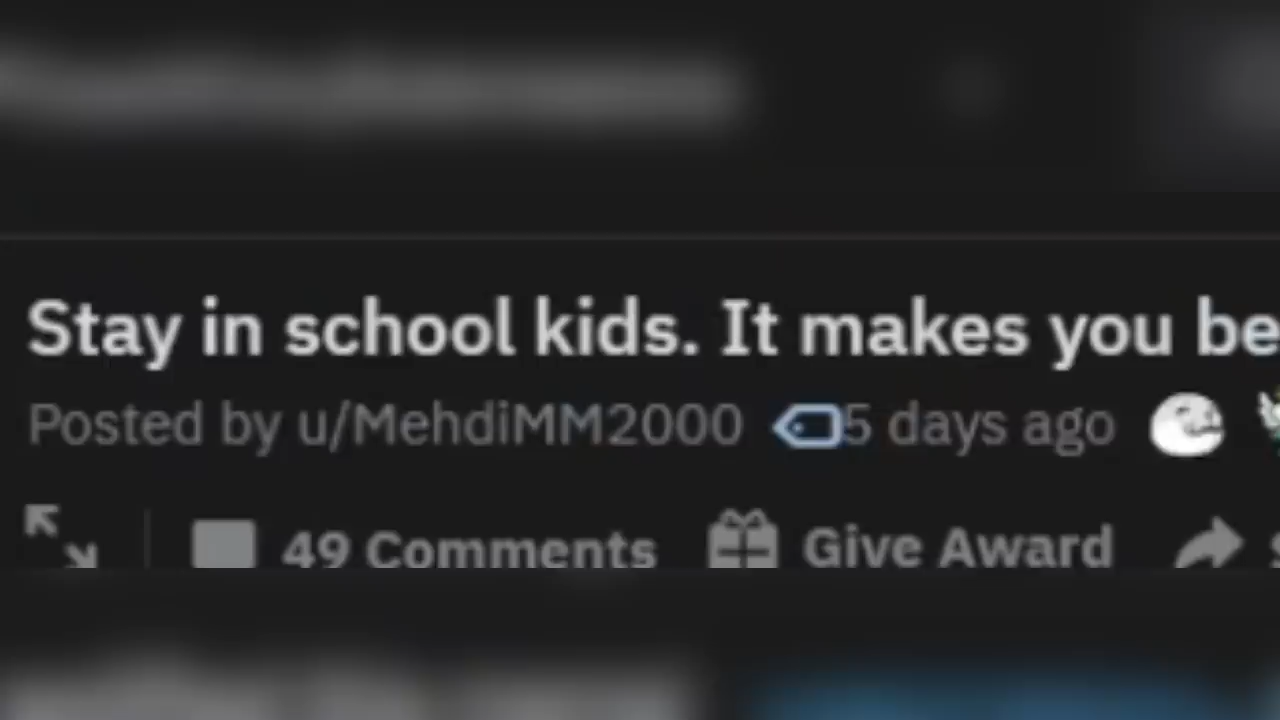 Stay in school kids. It makes you be
Posted by u/MehdiMM2000 5 days ago
49 Comments Give Award